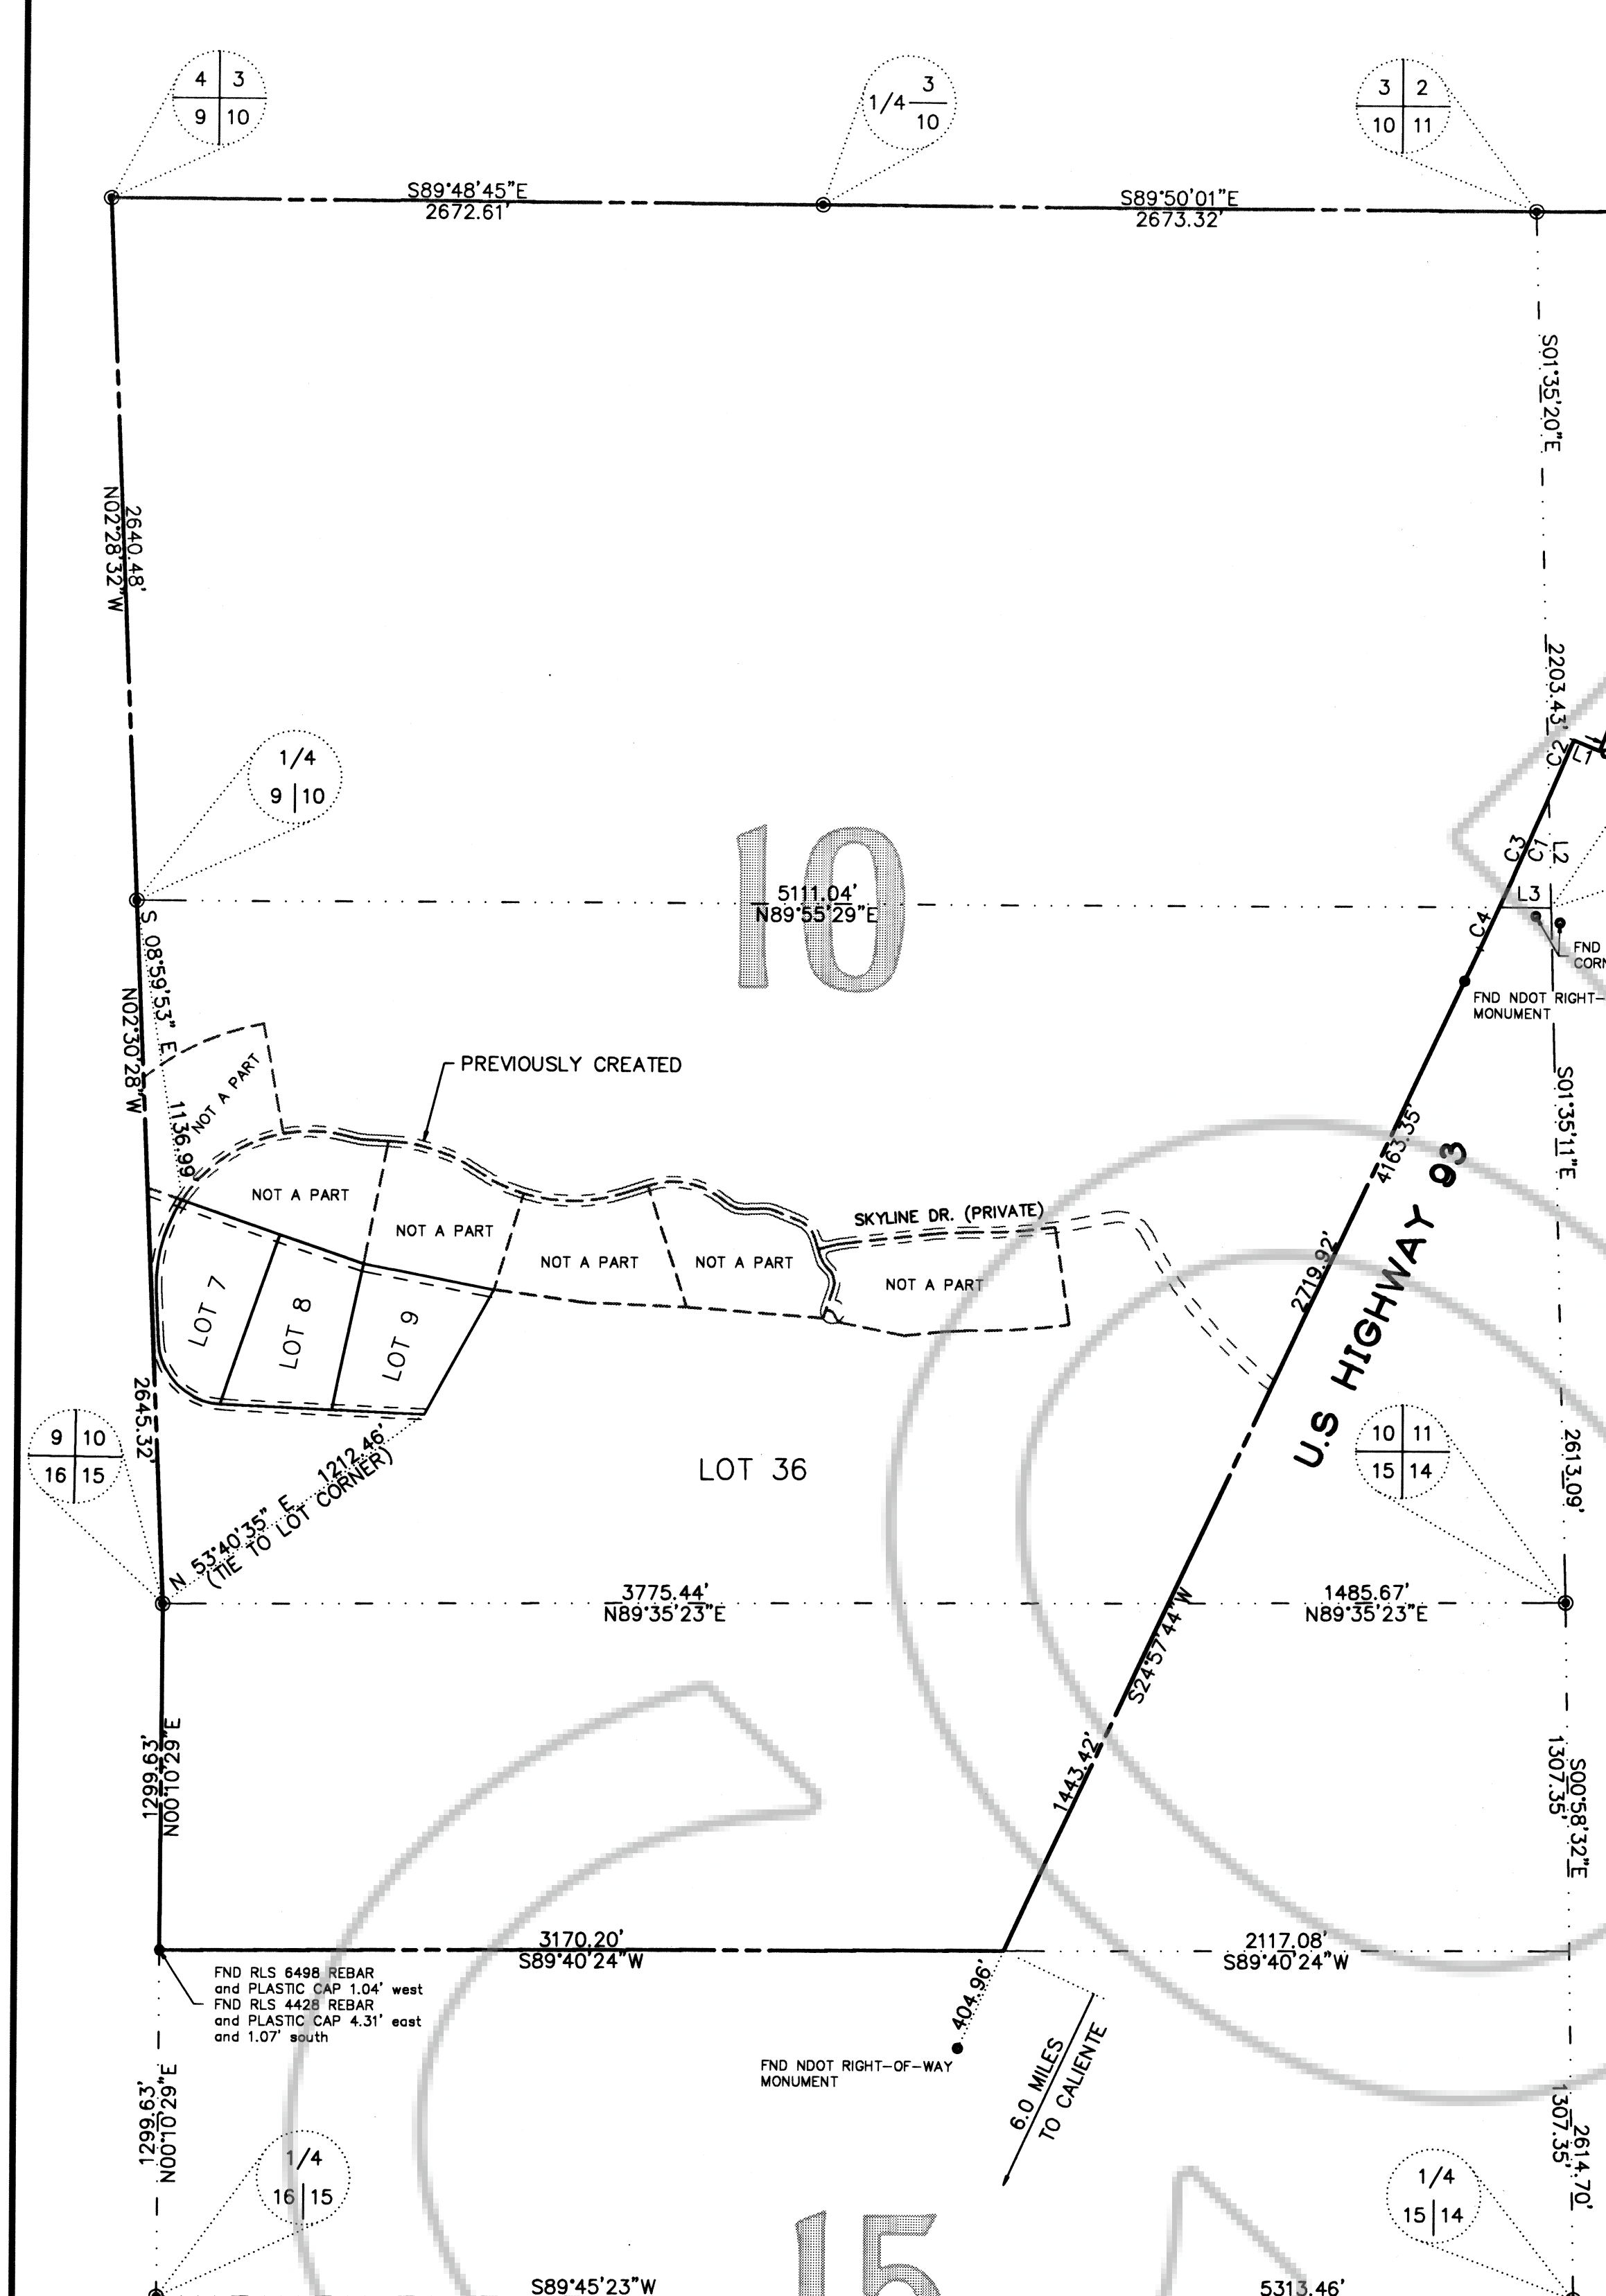 4 3
9 10
3
1/4
10
3 2
10 11
S89°48'45"E
2672.61'
S89°50'01"E
2673.32'
S01°35'20"E
2203.43'
2640.48'
N02°28'32"W
1/4
9 10
10
5111.04'
N89°55'29"E
C2
L1
C3
C1
L2
L3
C4
FND
FND NDOT RIGHT-
MONUMENT
S 08°59'53" E
1136.99
N02°30'28"W
2645.32'
NOT A PART
PREVIOUSLY CREATED
NOT A PART
NOT A PART
NOT A PART
NOT A PART
SKYLINE DR. (PRIVATE)
NOT A PART
LOT 7
LOT 8
LOT 9
4163.35'
2719.92'
U.S HIGHWAY 93
S01°35'11"E
2613.09'
9 10
16 15
N 53°40'35" E 1212.46'
(TIE TO LOT CORNER)
LOT 36
10 11
15 14
3775.44'
N89°35'23"E
1485.67'
N89°35'23"E
S24°57'44"W
1443.42'
1299.63'
N00°10'29"E
1307.35'
S00°58'32"E
3170.20'
S89°40'24"W
2117.08'
S89°40'24"W
FND RLS 6498 REBAR
and PLASTIC CAP 1.04' west
FND RLS 4428 REBAR
and PLASTIC CAP 4.31' east
and 1.07' south
404.96'
FND NDOT RIGHT-OF-WAY
MONUMENT
6.0 MILES
TO CALIENTE
1299.63'
N00°10'29"E
1307.35'
2614.70'
1/4
16 15
1/4
15 14
15
S89°45'23"W
5313.46'